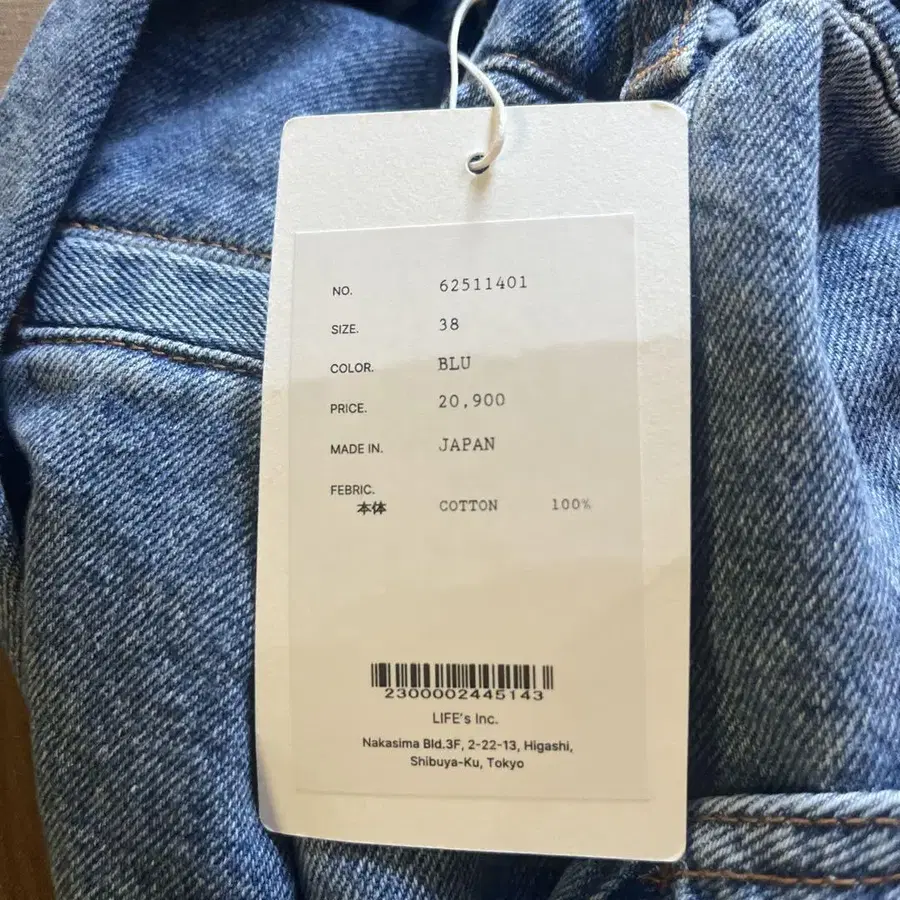 NO. 62511401
SIZE. 38
COLOR. BLU
PRICE. 20,900
MADE IN. JAPAN
FEBRIC.
本体 COTTON 100%
2300002445143
LIFE's Inc.
Nakasima Bld.3F, 2-22-13, Higashi,
Shibuya-Ku, Tokyo